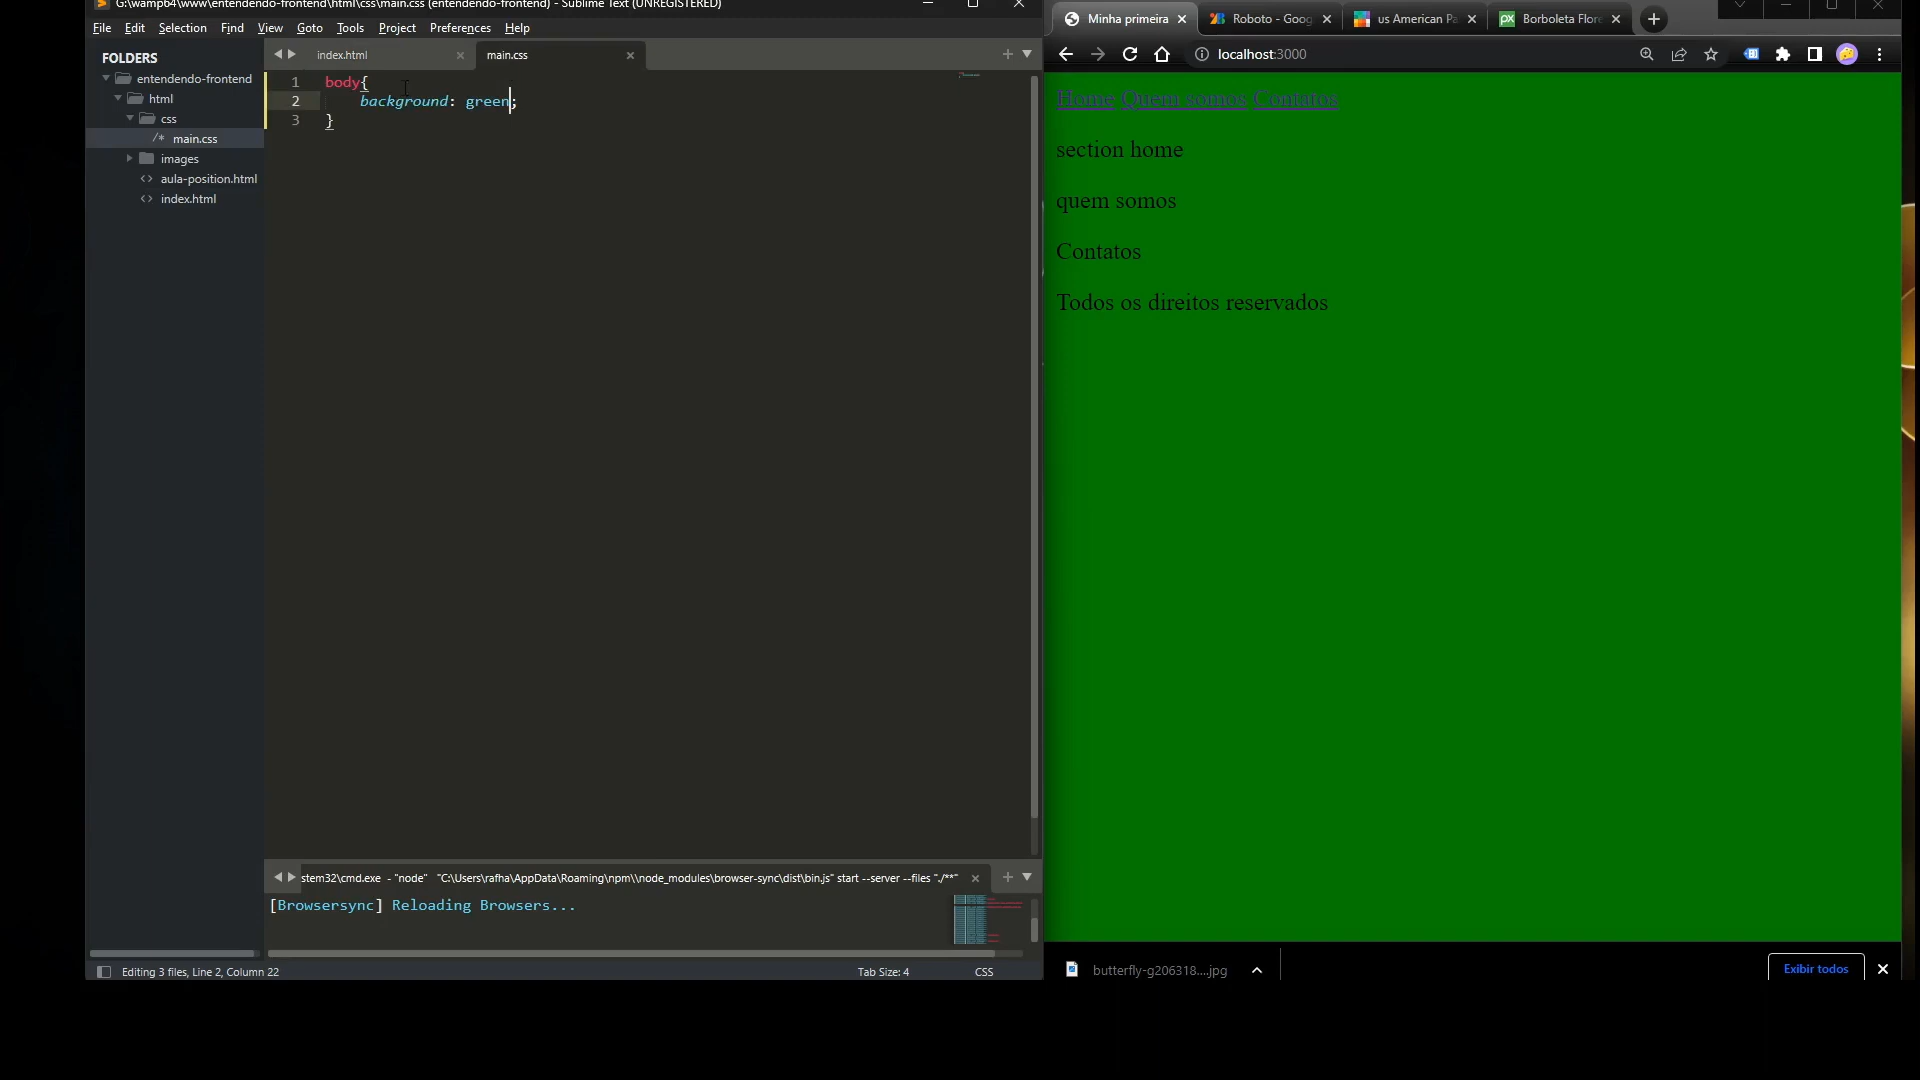 G:\wamp64\www\entendendo-frontend\html\css\main.css (entendendo-frontend) - Sublime Text (UNREGISTERED)
File Edit Selection Find View Goto Tools Project Preferences Help
FOLDERS
entendendo-frontend
html
css
/* main.css
images
<> aula-position.html
<> index.html
index.html
main.css
1 body{
2 background: green;
3 }
stem32\cmd.exe - "node" "C:\Users\rafha\AppData\Roaming\npm\\node_modules\browser-sync\dist\bin.js" start --server --files "./**"
[Browsersync] Reloading Browsers...
Editing 3 files, Line 2, Column 22
Tab Size: 4
CSS
Minha primeira
Roboto - Goog
us American Pa
Borboleta Flore
localhost:3000
Home Quem somos Contatos
section home
quem somos
Contatos
Todos os direitos reservados
butterfly-g206318....jpg
Exibir todos